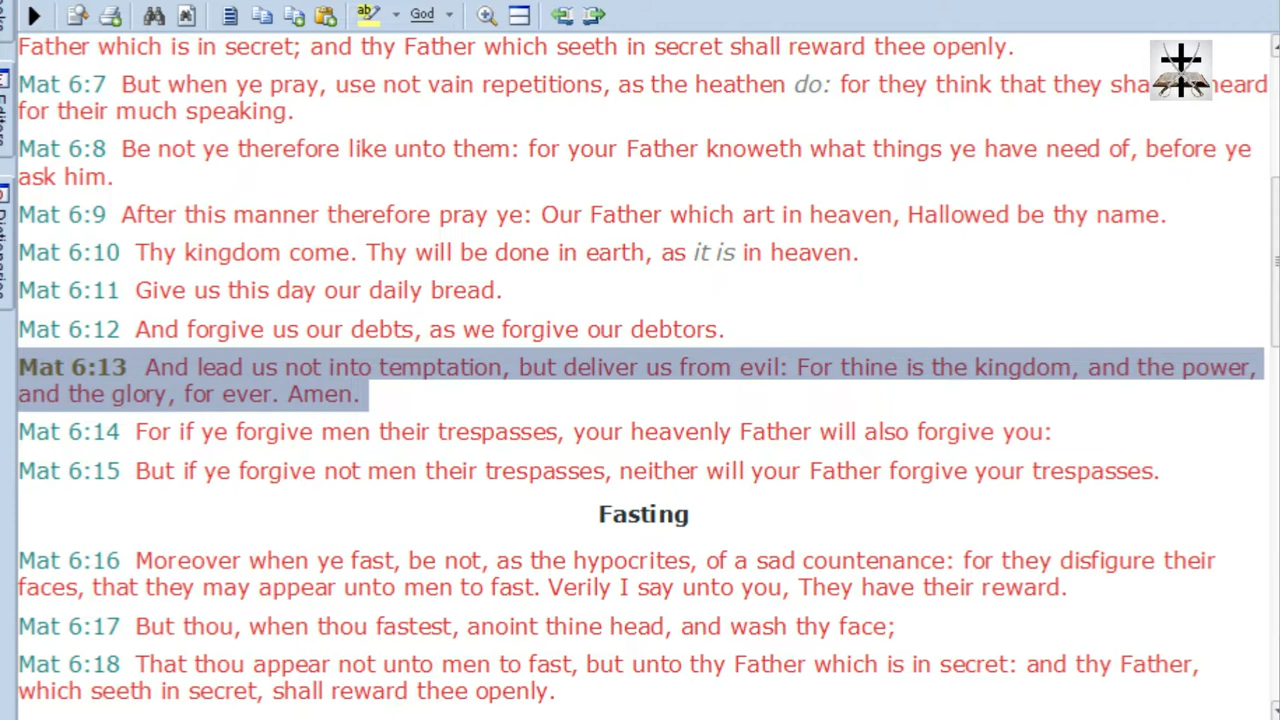 God
Father which is in secret; and thy Father which seeth in secret shall reward thee openly.
Mat 6:7 But when ye pray, use not vain repetitions, as the heathen do: for they think that they sha heard
for their much speaking.
Mat 6:8 Be not ye therefore like unto them: for your Father knoweth what things ye have need of, before ye
ask him.
Mat 6:9 After this manner therefore pray ye: Our Father which art in heaven, Hallowed be thy name.
Mat 6:10 Thy kingdom come. Thy will be done in earth, as it is in heaven.
Mat 6:11 Give us this day our daily bread.
Mat 6:12 And forgive us our debts, as we forgive our debtors.
Mat 6:13 And lead us not into temptation, but deliver us from evil: For thine is the kingdom, and the power,
and the glory, for ever. Amen.
Mat 6:14 For if ye forgive men their trespasses, your heavenly Father will also forgive you:
Mat 6:15 But if ye forgive not men their trespasses, neither will your Father forgive your trespasses.
Fasting
Mat 6:16 Moreover when ye fast, be not, as the hypocrites, of a sad countenance: for they disfigure their
faces, that they may appear unto men to fast. Verily I say unto you, They have their reward.
Mat 6:17 But thou, when thou fastest, anoint thine head, and wash thy face;
Mat 6:18 That thou appear not unto men to fast, but unto thy Father which is in secret: and thy Father,
which seeth in secret, shall reward thee openly.
Editors